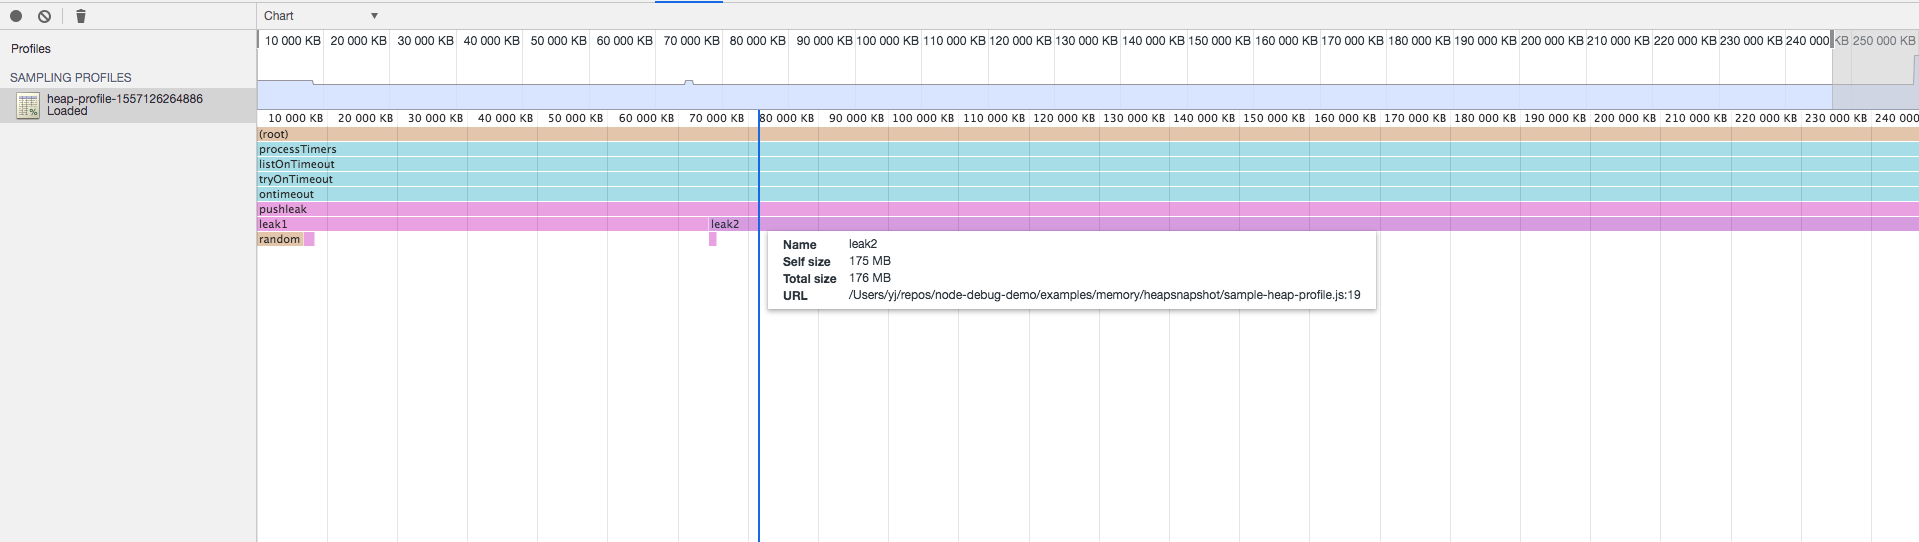 Chart
Profiles
SAMPLING PROFILES
heap-profile-1557126264886
Loaded
%
10 000 KB 20 000 KB 30 000 KB 40 000 KB 50 000 KB 60 000 KB 70 000 KB 80 000 KB 90 000 KB 100 000 KB 110 000 KB 120 000 KB 130 000 KB 140 000 KB 150 000 KB 160 000 KB 170 000 KB 180 000 KB 190 000 KB 200 000 KB 210 000 KB 220 000 KB 230 000 KB 240 000 KB 250 000 KB
10 000 KB 20 000 KB 30 000 KB 40 000 KB 50 000 KB 60 000 KB 70 000 KB 80 000 KB 90 000 KB 100 000 KB 110 000 KB 120 000 KB 130 000 KB 140 000 KB 150 000 KB 160 000 KB 170 000 KB 180 000 KB 190 000 KB 200 000 KB 210 000 KB 220 000 KB 230 000 KB 240 000
(root)
processTimers
listOnTimeout
tryOnTimeout
ontimeout
pushleak
leak1 leak2
random
Name leak2
Self size 175 MB
Total size 176 MB
URL /Users/yj/repos/node-debug-demo/examples/memory/heapsnapshot/sample-heap-profile.js:19